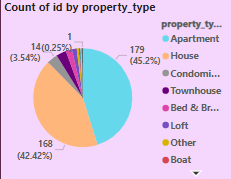 Count of id by property_type
property_ty...
Apartment
House
Condomi...
Townhouse
Bed & Br...
Loft
Other
Boat
1
(0.25%)
14
(3.54%)
179
(45.2%)
168
(42.42%)